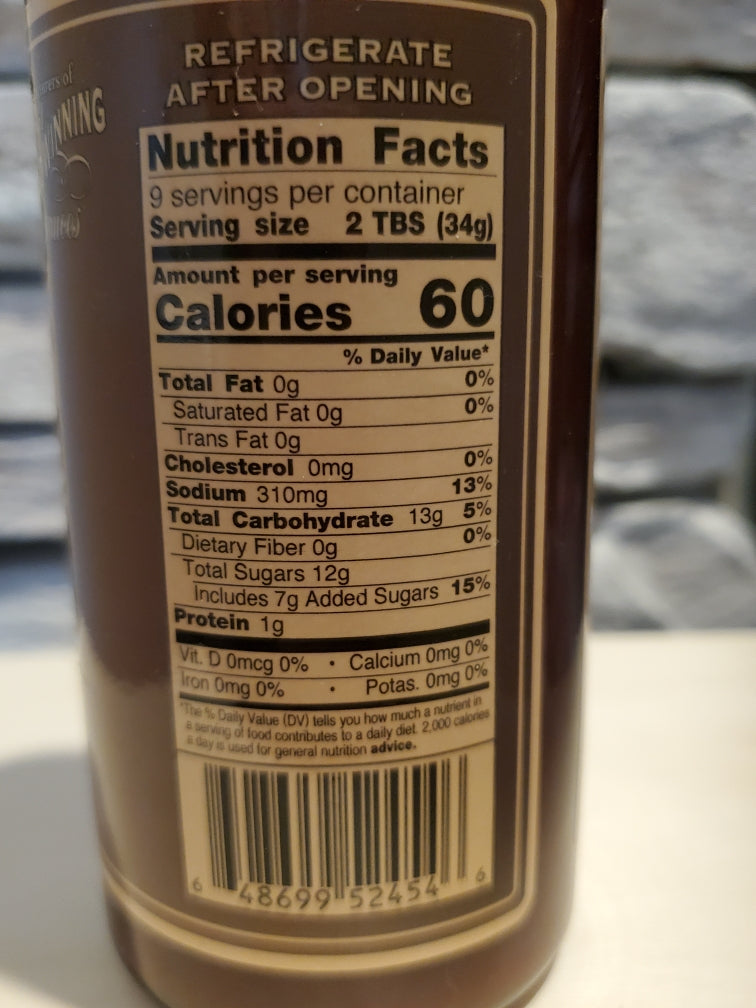 REFRIGERATE
AFTER OPENING
Nutrition Facts
9 servings per container
Serving size 2 TBS (34g)
Amount per serving
Calories 60
% Daily Value*
Total Fat 0g 0%
Saturated Fat 0g 0%
Trans Fat 0g
Cholesterol 0mg 0%
Sodium 310mg 13%
Total Carbohydrate 13g 5%
Dietary Fiber 0g 0%
Total Sugars 12g
Includes 7g Added Sugars 15%
Protein 1g
Vit. D 0mcg 0% • Calcium 0mg 0%
Iron 0mg 0% • Potas. 0mg 0%
*The % Daily Value (DV) tells you how much a nutrient in
a serving of food contributes to a daily diet. 2,000 calories
a day is used for general nutrition advice.
6 48699 52454 6